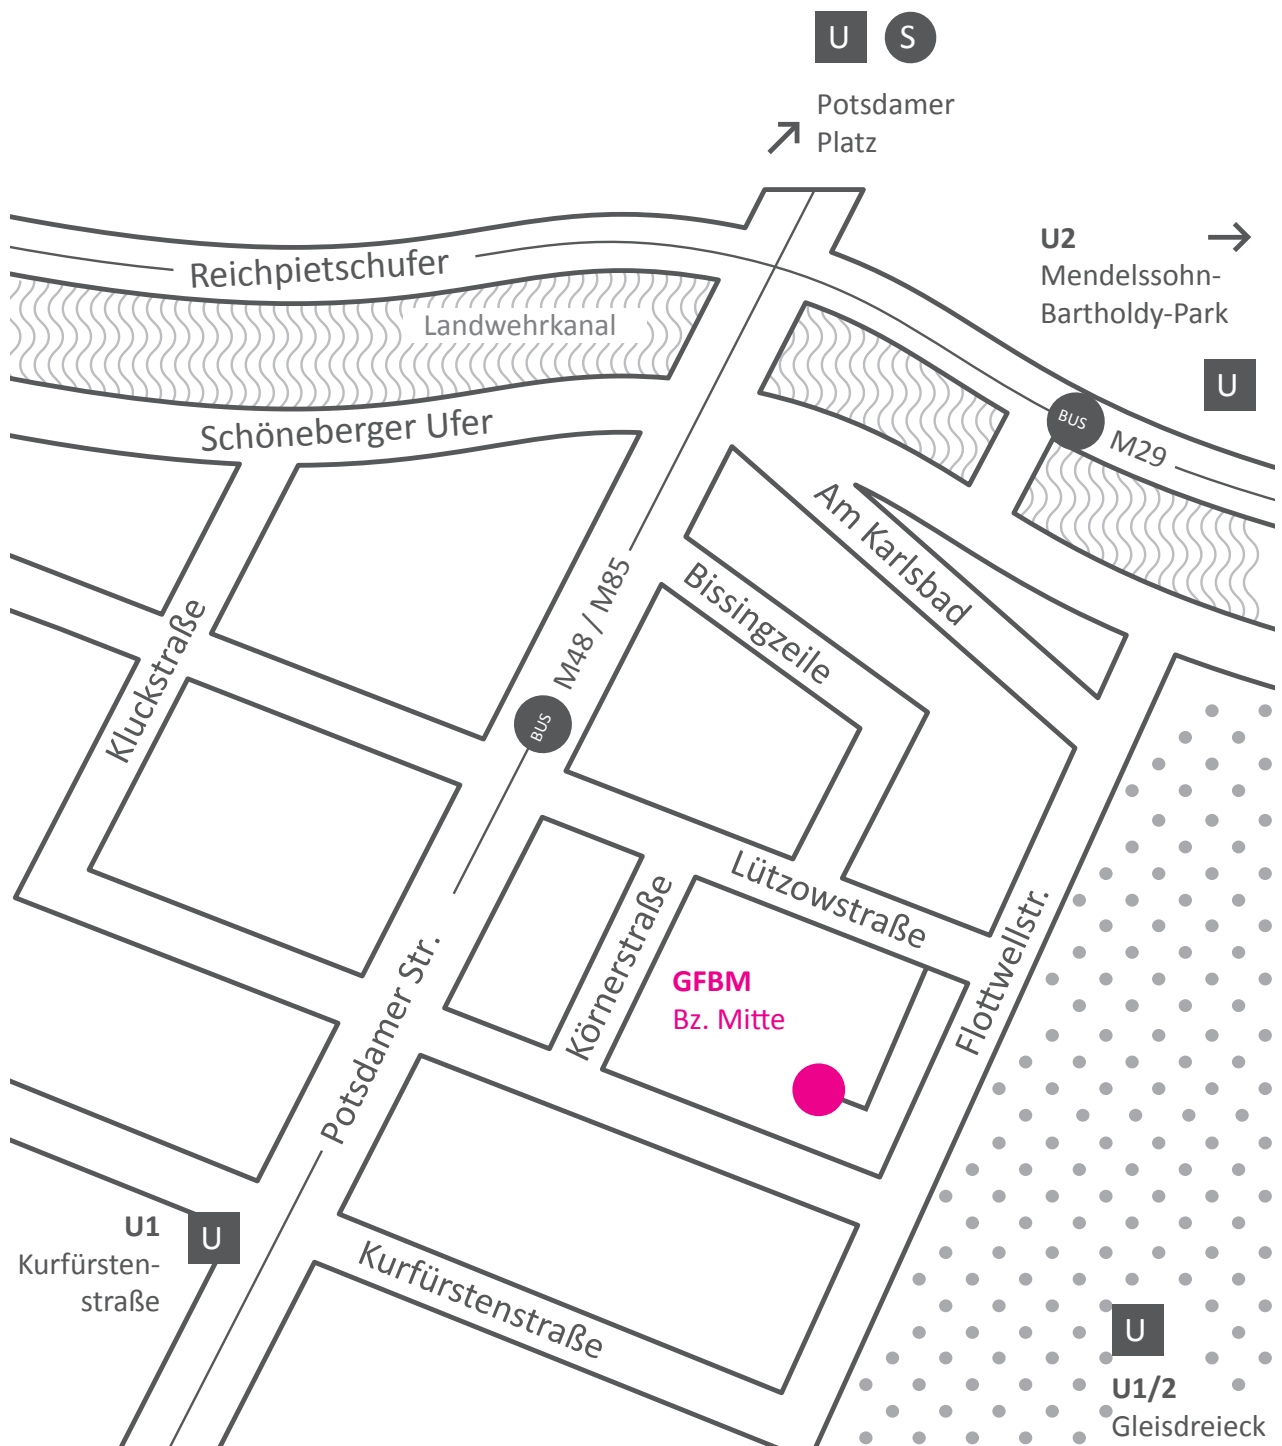 U S
Potsdamer
Platz
U2
Mendelssohn-
Bartholdy-Park
U
Reichpietschufer
Landwehrkanal
Schöneberger Ufer
BUS
M29
Am Karlsbad
Bissingzeile
M48 / M85
BUS
Kluckstraße
Lützowstraße
Körnerstraße
Flottwellstr.
Potsdamer Str.
GFBM
Bz. Mitte
U1
Kurfürsten-
straße
U
Kurfürstenstraße
U
U1/2
Gleisdreieck